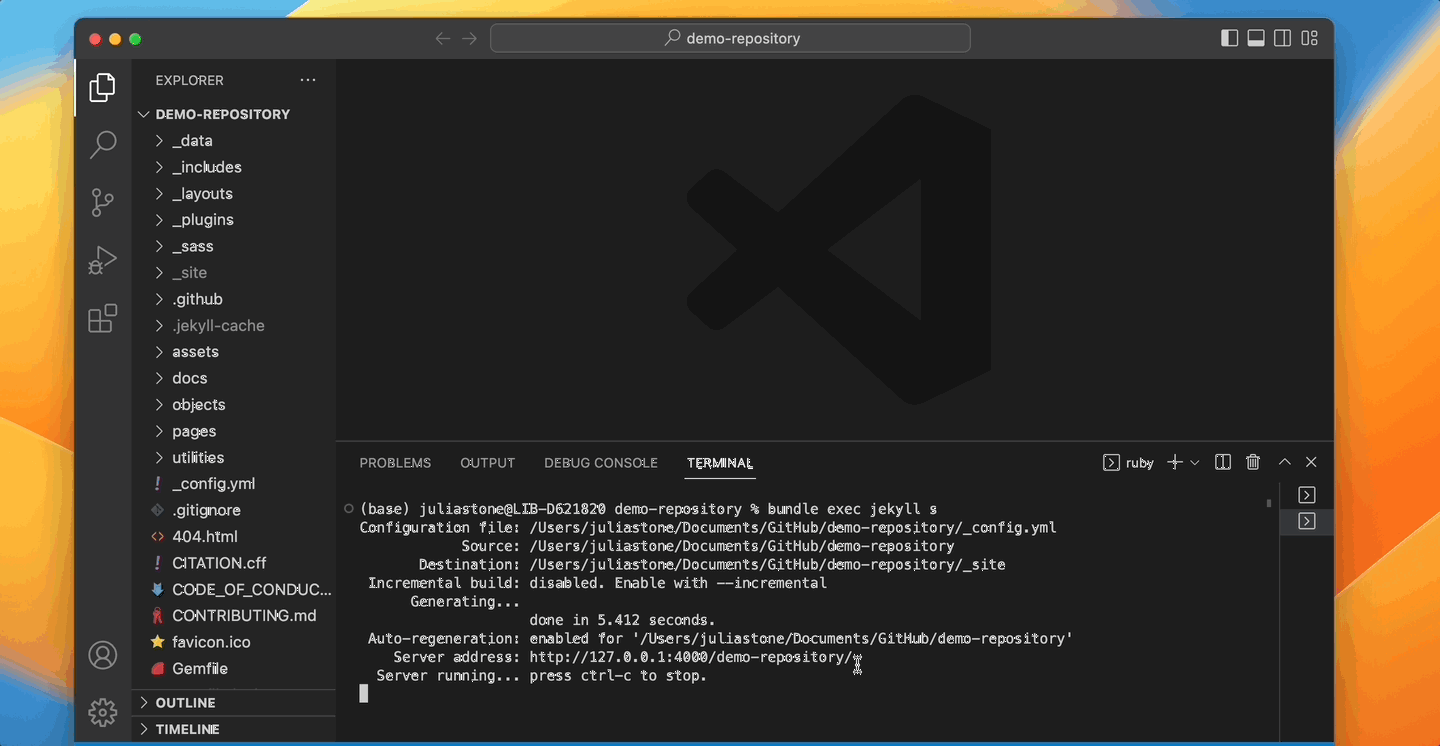 demo-repository
EXPLORER
DEMO-REPOSITORY
_data
_includes
_layouts
_plugins
_sass
_site
.github
.jekyll-cache
assets
docs
objects
pages
utilities
_config.yml
.gitignore
404.html
CITATION.cff
CODE_OF_CONDUC...
CONTRIBUTING.md
favicon.ico
Gemfile
OUTLINE
TIMELINE
PROBLEMS OUTPUT DEBUG CONSOLE TERMINAL ruby
(base) juliastone@LIB-D621820 demo-repository % bundle exec jekyll s
Configuration file: /Users/juliastone/Documents/GitHub/demo-repository/_config.yml
Source: /Users/juliastone/Documents/GitHub/demo-repository
Destination: /Users/juliastone/Documents/GitHub/demo-repository/_site
Incremental build: disabled. Enable with --incremental
Generating...
done in 5.412 seconds.
Auto-regeneration: enabled for '/Users/juliastone/Documents/GitHub/demo-repository'
Server address: http://127.0.0.1:4000/demo-repository/
Server running... press ctrl-c to stop.